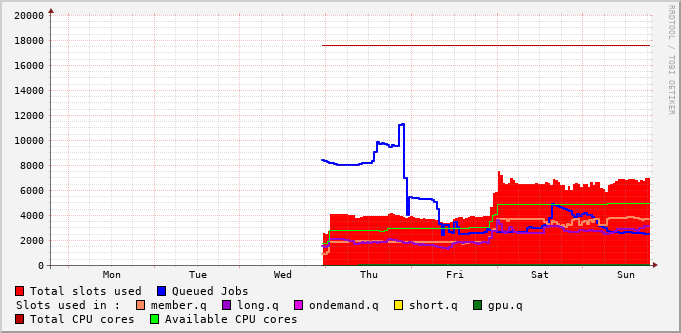 20000
18000
16000
14000
12000
10000
8000
6000
4000
2000
0
Mon Tue Wed Thu Fri Sat Sun
RRDTOOL / TOBI OETIKER
Total slots used Queued Jobs
Slots used in : member.q long.q ondemand.q short.q gpu.q
Total CPU cores Available CPU cores